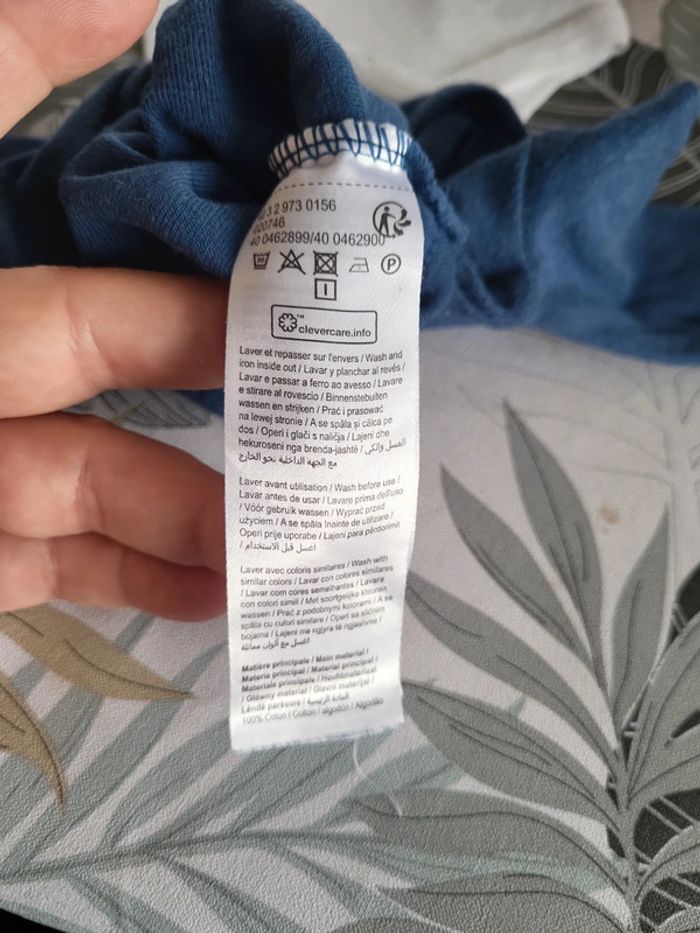 3 2 973 0156
020746
40 0462899/40 0462900
30 P
I
clevercare.info
TM
Laver et repasser sur l'envers / Wash and
iron inside out / Lavar y planchar al revés /
Lavar e passar a ferro ao avesso / Lavare
e stirare al rovescio / Binnenstebuiten
wassen en strijken / Prać i prasować
na lewej stronie / A se spăla și călca pe
dos / Operi i glači s naličja / Lajeni dhe
hekuroseni nga brenda-jashtë / الغسل والكي
مع الجهة الداخلية نحو الخارج
Laver avant utilisation / Wash before use /
Lavar antes de usar / Lavare prima dell'uso
/ Vóór gebruik wassen / Wyprać przed
użyciem / A se spăla înainte de utilizare /
Operi prije uporabe / Lajeni para përdorimit
/ اغسل قبل الاستخدام
Laver avec coloris similaires / Wash with
similar colors / Lavar con colores similares
/ Lavar com cores semelhantes / Lavare
con colori simili / Met soortgelijke kleuren
wassen / Prać z podobnymi kolorami / A se
spăla cu culori similare / Operi sa sličnim
bojama / Lajeni me ngjyra të ngjashme /
اغسل مع ألوان مماثلة
Matière principale / Main material /
Materia principal / Material principal /
Materiale principale / Hoofdmateriaal
/ Główny materiał / Glavni materijal /
Lëndë parësore / المادة الرئيسية
100% Coton / Cotton / algodón / Algodão